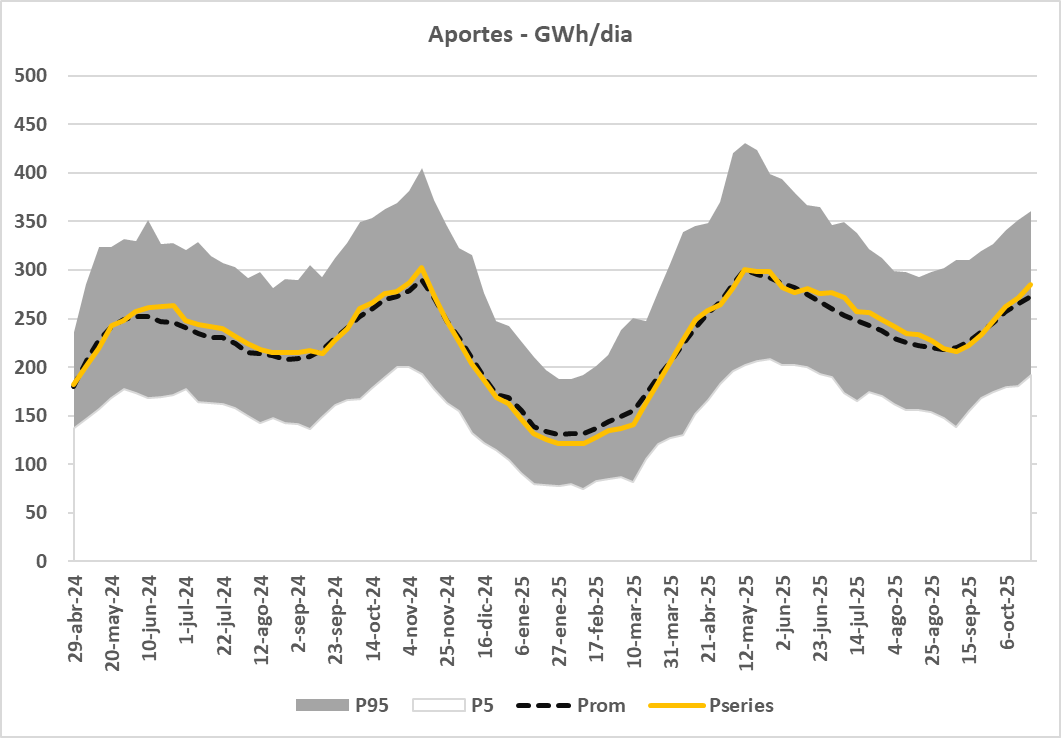 Aportes - GWh/dia
500
450
400
350
300
250
200
150
100
50
0
29-abr-24
20-may-24
10-jun-24
1-jul-24
22-jul-24
12-ago-24
2-sep-24
23-sep-24
14-oct-24
4-nov-24
25-nov-24
16-dic-24
6-ene-25
27-ene-25
17-feb-25
10-mar-25
31-mar-25
21-abr-25
12-may-25
2-jun-25
23-jun-25
14-jul-25
4-ago-25
25-ago-25
15-sep-25
6-oct-25
P95 P5 Prom Pseries